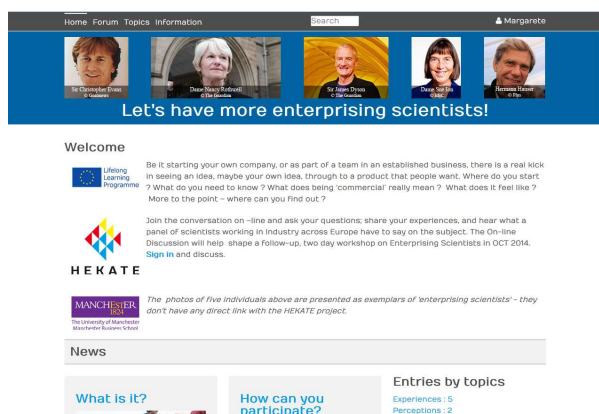 Home Forum Topics Information Search Margarete
Sir Christopher Evans
© Goodnews
Dame Nancy Rothwell
© The Guardian
Sir James Dyson
© The Guardian
Dame Sue Ion
© BBC
Hermann Hauser
Let's have more enterprising scientists!
Welcome
Lifelong
Learning
Programme
Be it starting your own company, or as part of a team in an established business, there is a real kick
in seeing an idea, maybe your own idea, through to a product that people want. Where do you start
? What do you need to know ? What does being 'commercial' really mean ? What does it feel like ?
More to the point – where can you find out ?
HEKATE
Join the conversation on –line and ask your questions; share your experiences, and hear what a
panel of scientists working in Industry across Europe have to say on the subject. The On-line
Discussion will help shape a follow-up, two day workshop on Enterprising Scientists in OCT 2014.
Sign in and discuss.
MANCHESTER
1824
The University of Manchester
Manchester Business School
The photos of five individuals above are presented as exemplars of 'enterprising scientists' - they
don't have any direct link with the HEKATE project.
News
What is it?
How can you
participate?
Entries by topics
Experiences : 5
Perceptions : 2